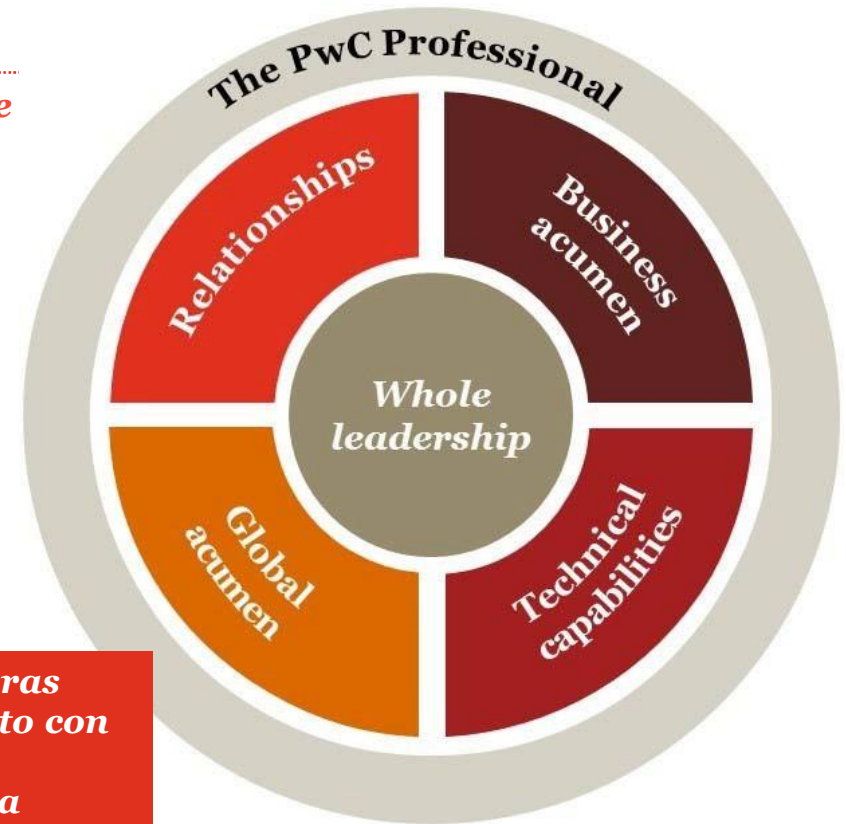 The PwC Professional
e
Relationships
Business
acumen
Whole
leadership
Global
acumen
Technical
capabilities
ras
to con
a